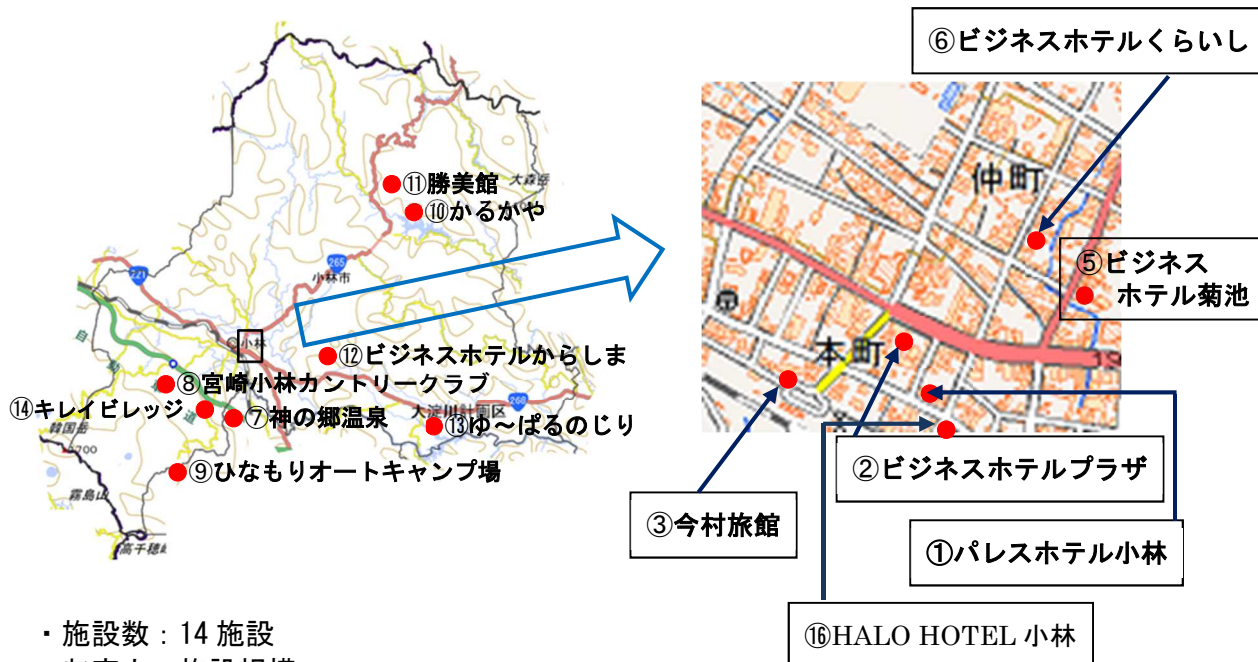 ⑥ビジネスホテルくらいし
仲町
⑤ビジネス
ホテル菊池
本町
②ビジネスホテルプラザ
③今村旅館
①パレスホテル小林
⑯HALO HOTEL 小林
⑪勝美館
大森岳
⑩かるかや
265
小林市
221
小林
⑫ビジネスホテルからしま
⑧宮崎小林カントリークラブ
自動車道
⑭キレイビレッジ
⑦神の郷温泉
大淀川計画区
268
⑬ゆ～ぱるのじり
韓国岳
1700
⑨ひなもりオートキャンプ場
霧島山
高千穂峰
・施設数：14 施設